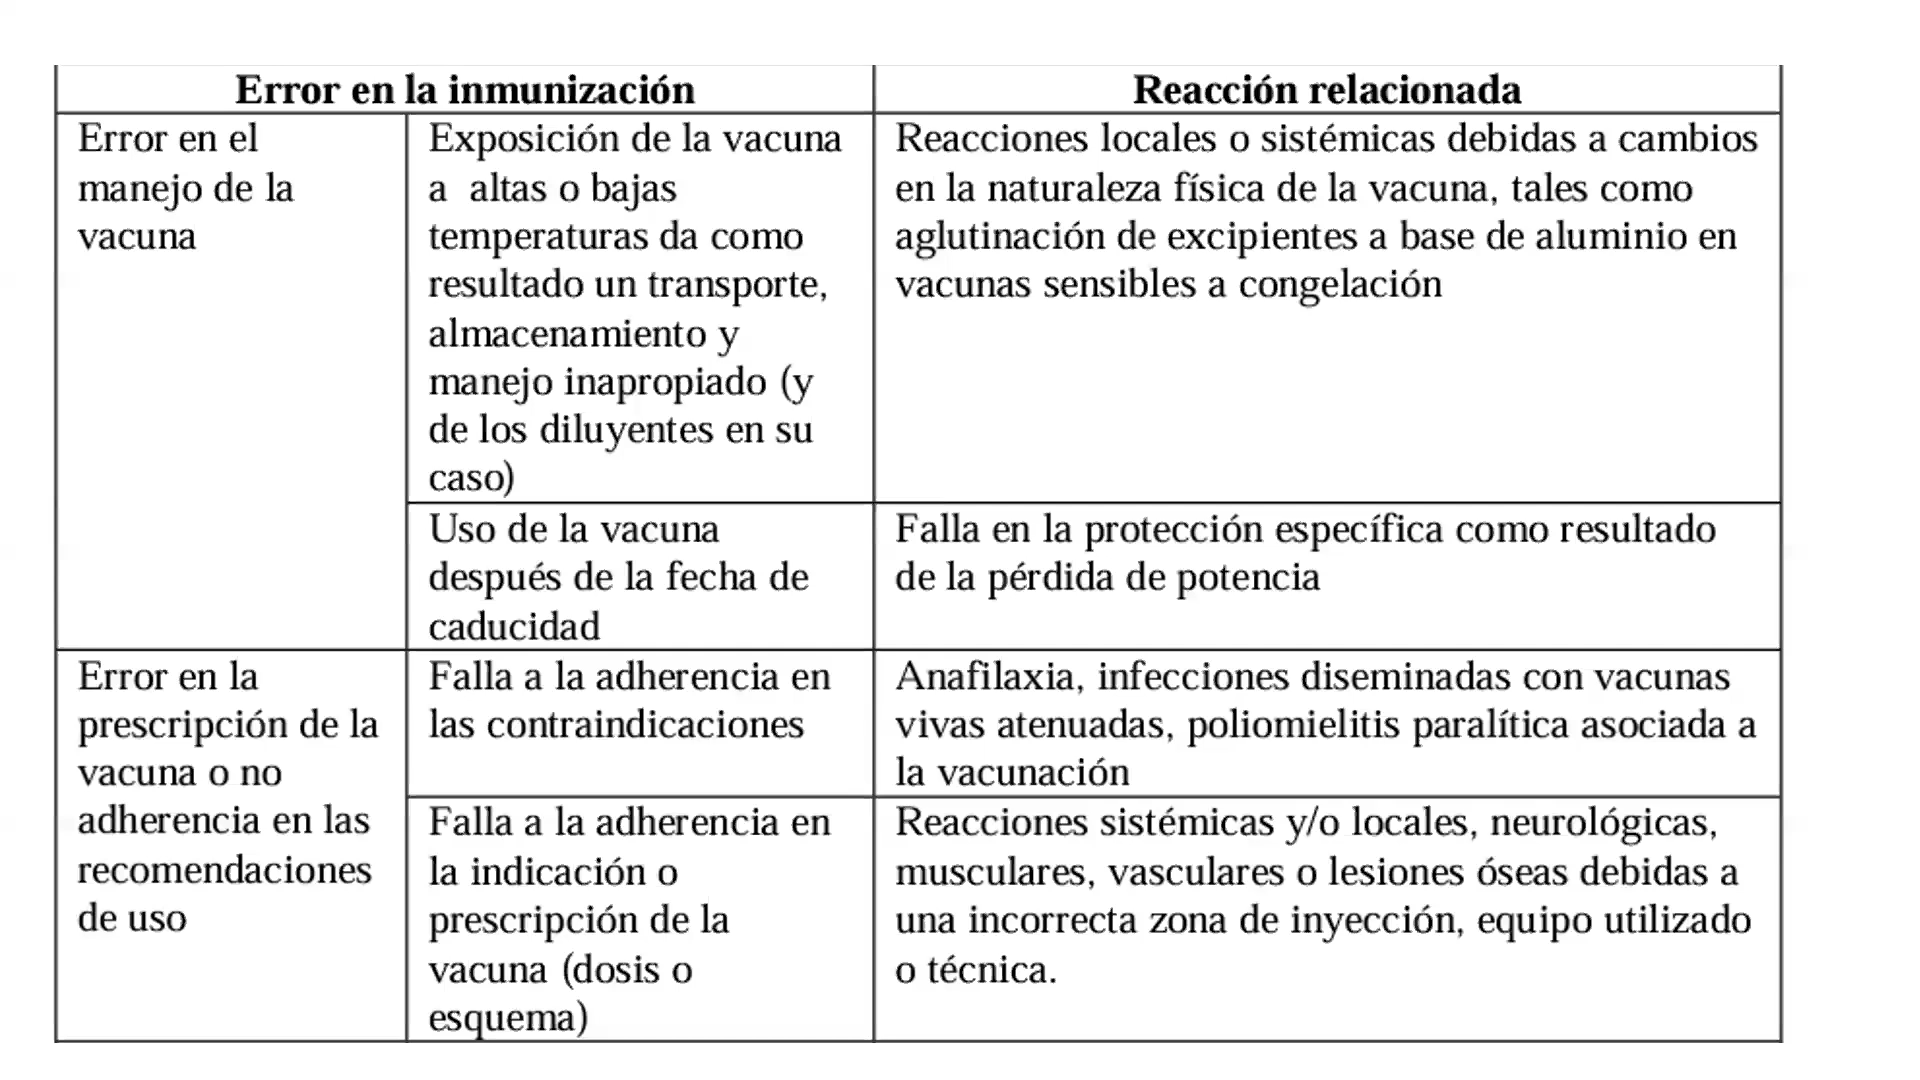 Error en la inmunización
Reacción relacionada
Error en el
manejo de la
vacuna
Exposición de la vacuna
a altas o bajas
temperaturas da como
resultado un transporte,
almacenamiento y
manejo inapropiado (y
de los diluyentes en su
caso)
Reacciones locales o sistémicas debidas a cambios
en la naturaleza física de la vacuna, tales como
aglutinación de excipientes a base de aluminio en
vacunas sensibles a congelación
Uso de la vacuna
después de la fecha de
caducidad
Falla en la protección específica como resultado
de la pérdida de potencia
Error en la
prescripción de la
vacuna o no
adherencia en las
recomendaciones
de uso
Falla a la adherencia en
las contraindicaciones
Anafilaxia, infecciones diseminadas con vacunas
vivas atenuadas, poliomielitis paralítica asociada a
la vacunación
Falla a la adherencia en
la indicación o
prescripción de la
vacuna (dosis o
esquema)
Reacciones sistémicas y/o locales, neurológicas,
musculares, vasculares o lesiones óseas debidas a
una incorrecta zona de inyección, equipo utilizado
o técnica.